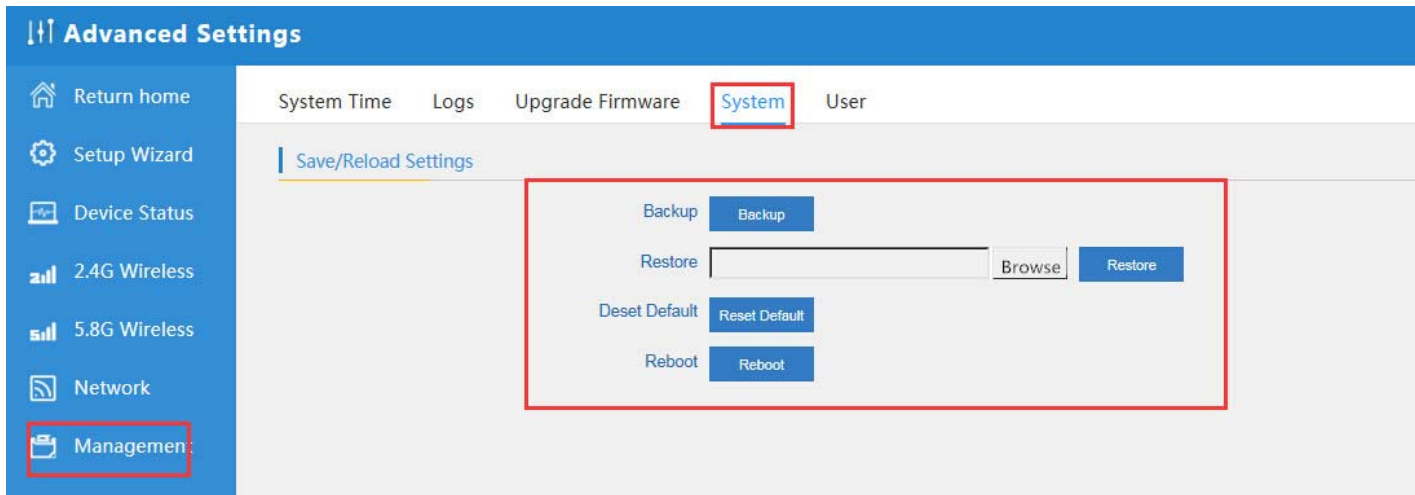 Advanced Settings
Return home
Setup Wizard
Device Status
2.4G Wireless
5.8G Wireless
Network
Management
System Time Logs Upgrade Firmware System User
Save/Reload Settings
Backup Backup
Restore Browse Restore
Deset Default Reset Default
Reboot Reboot